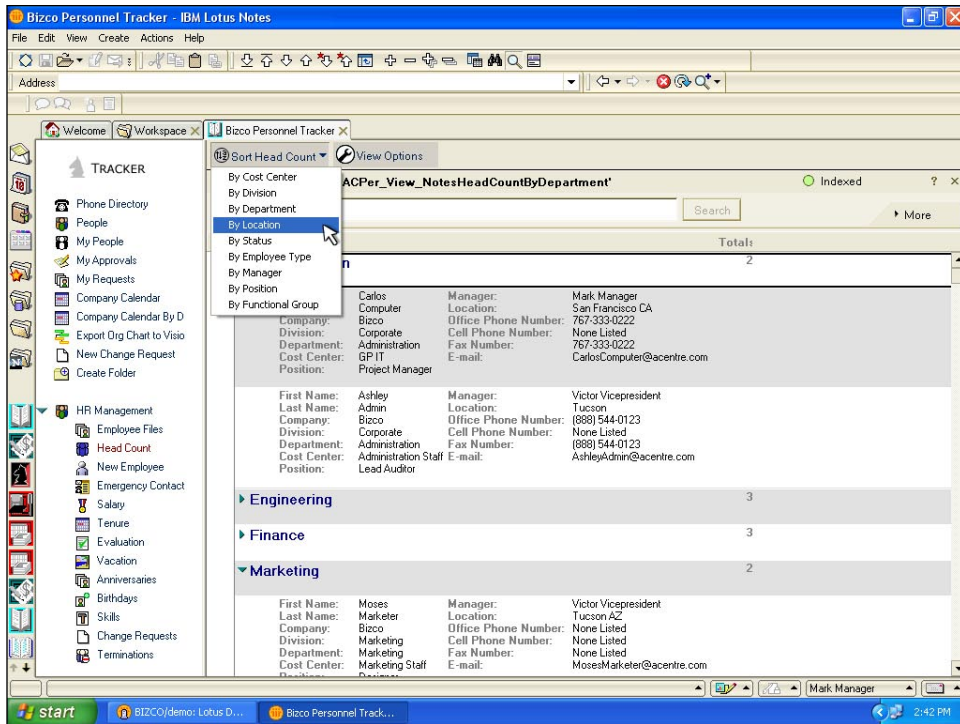 Bizco Personnel Tracker - IBM Lotus Notes
File Edit View Create Actions Help
Address
Welcome Workspace Bizco Personnel Tracker
TRACKER
Phone Directory
People
My People
My Approvals
My Requests
Company Calendar
Company Calendar By D
Export Org Chart to Visio
New Change Request
Create Folder
HR Management
Employee Files
Head Count
New Employee
Emergency Contact
Salary
Tenure
Evaluation
Vacation
Anniversaries
Birthdays
Skills
Change Requests
Terminations
Sort Head Count View Options
By Cost Center
By Division
By Department
By Location
By Status
By Employee Type
By Manager
By Position
By Functional Group
ACPer_View_NotesHeadCountByDepartment' Indexed ? ×
Search More
Totals
n 2
Carlos Manager: Mark Manager
Computer Location: San Francisco CA
Company: Bizco Office Phone Number: 767-333-0222
Division: Corporate Cell Phone Number: None Listed
Department: Administration Fax Number: 767-333-0222
Cost Center: GP IT E-mail: CarlosComputer@acentre.com
Position: Project Manager
First Name: Ashley Manager: Victor Vicepresident
Last Name: Admin Location: Tucson
Company: Bizco Office Phone Number: (888) 544-0123
Division: Corporate Cell Phone Number: None Listed
Department: Administration Fax Number: (888) 544-0123
Cost Center: Administration Staff E-mail: AshleyAdmin@acentre.com
Position: Lead Auditor
Engineering 3
Finance 3
Marketing 2
First Name: Moses Manager: Victor Vicepresident
Last Name: Marketer Location: Tucson AZ
Company: Bizco Office Phone Number: None Listed
Division: Marketing Cell Phone Number: None Listed
Department: Marketing Fax Number: None Listed
Cost Center: Marketing Staff E-mail: MosesMarketer@acentre.com
Mark Manager
start BIZCO/demo: Lotus D... Bizco Personnel Track... 2:42 PM